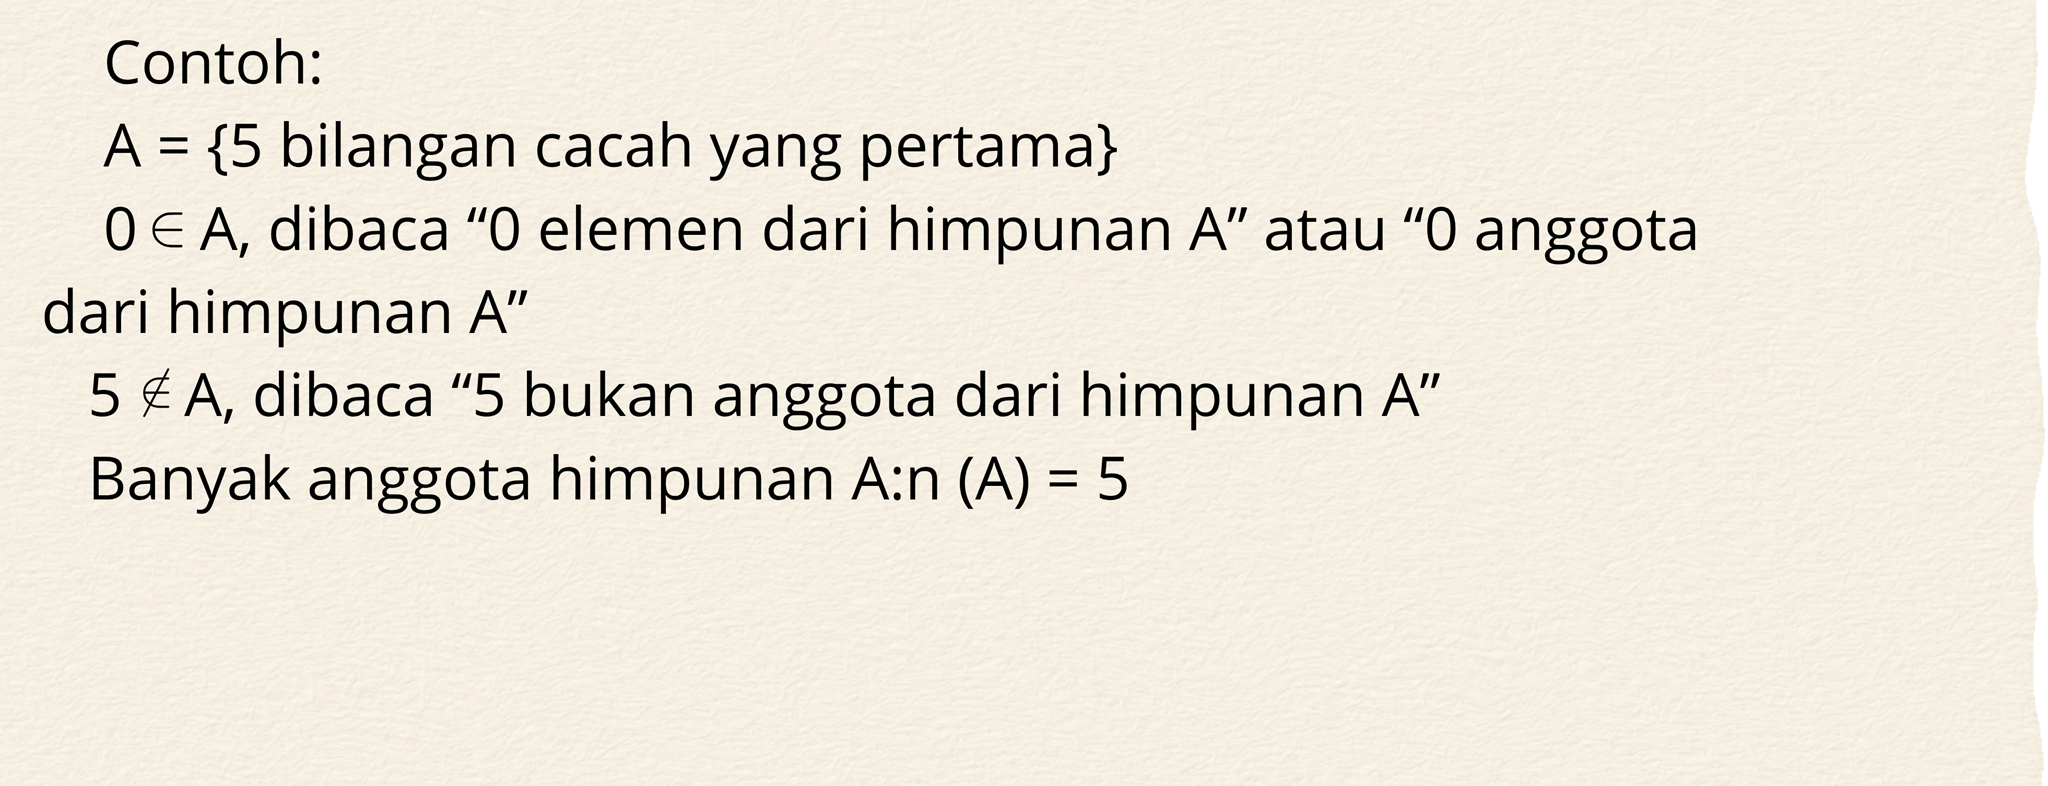 Contoh:
A = {5 bilangan cacah yang pertama}
0 ∈ A, dibaca “0 elemen dari himpunan A” atau “0 anggota
dari himpunan A”
5 ∉ A, dibaca “5 bukan anggota dari himpunan A”
Banyak anggota himpunan A:n (A) = 5